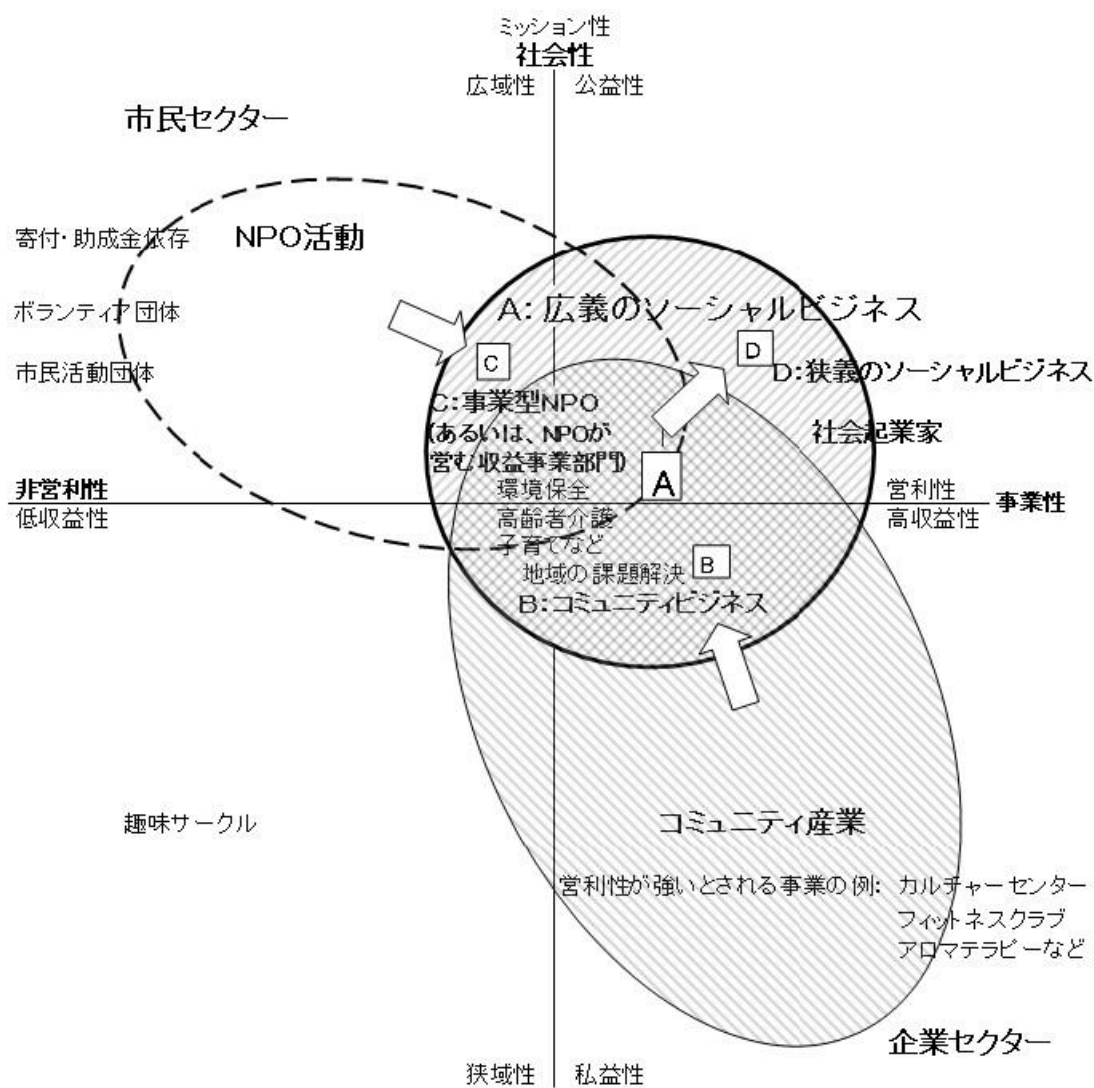 ミッション性
社会性
広域性 公益性
市民セクター
寄付・助成金依存
NPO活動
ボランティア団体
A:広義のソーシャルビジネス
市民活動団体
C
D
D:狭義のソーシャルビジネス
C:事業型NPO
(あるいは、NPOが
営む収益事業部門)
社会起業家
A
環境保全
非営利性
営利性
事業性
低収益性
高齢者介護
高収益性
子育てなど
地域の課題解決
B
B:コミュニティビジネス
趣味サークル
コミュニティ産業
営利性が強いとされる事業の例: カルチャーセンター
フィットネスクラブ
アロマテラピーなど
企業セクター
狭域性 私益性